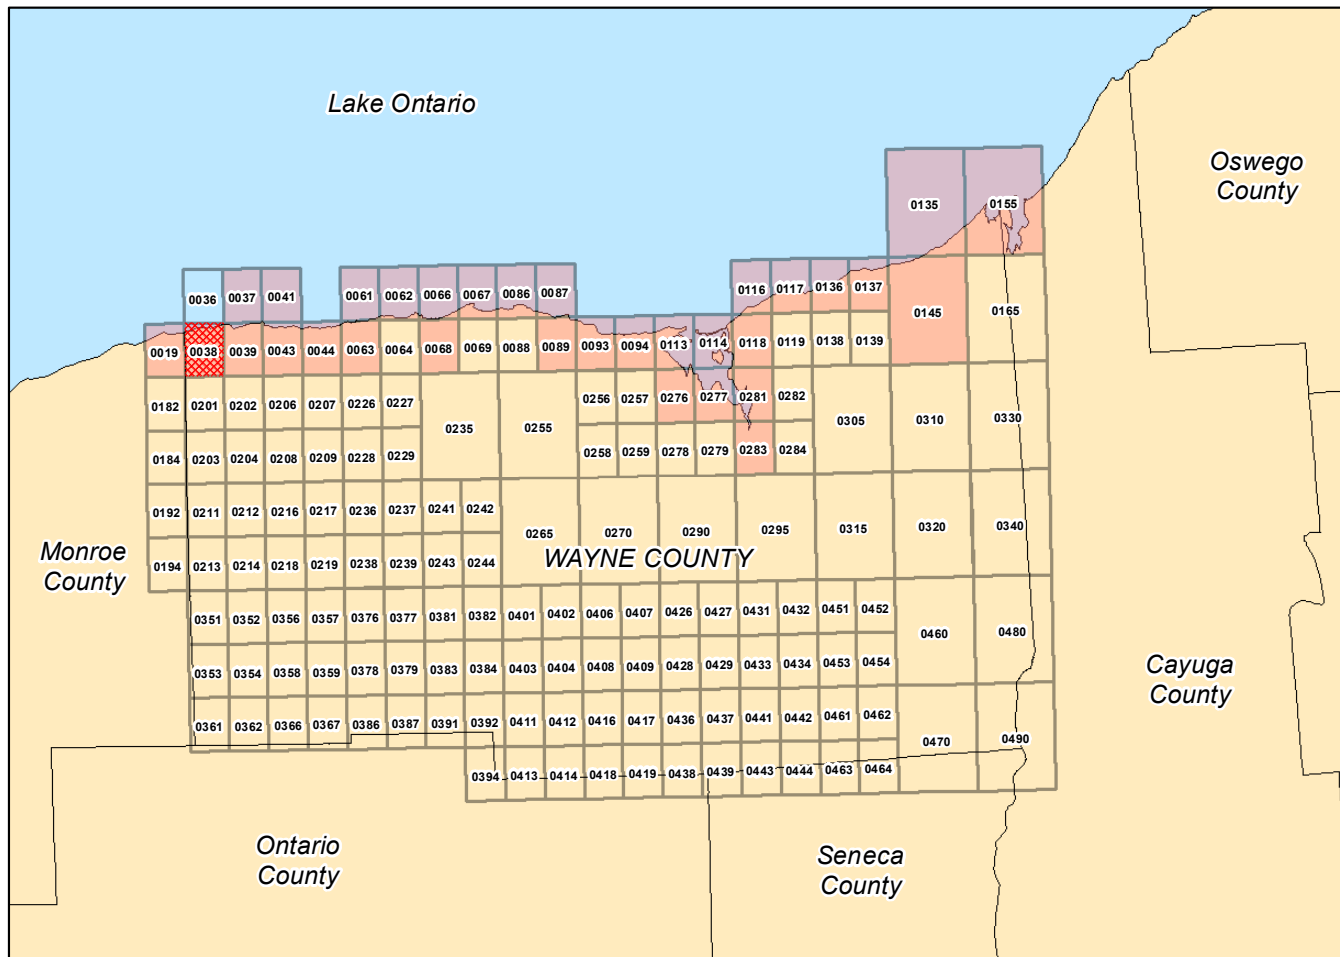 Lake Ontario
Oswego
County
0135 0155
0036 0037 0041 0061 0062 0066 0067 0086 0087 0116 0117 0136 0137
0145 0165
0019 0038 0039 0043 0044 0063 0064 0068 0069 0088 0089 0093 0094 0113 0114 0118 0119 0138 0139
0182 0201 0202 0206 0207 0226 0227 0256 0257 0276 0277 0281 0282
0235 0255 0305 0310 0330
0184 0203 0204 0208 0209 0228 0229 0258 0259 0278 0279 0283 0284
0192 0211 0212 0216 0217 0236 0237 0241 0242
0265 0270 0290 0295 0315 0320 0340
Monroe
County
WAYNE COUNTY
0194 0213 0214 0218 0219 0238 0239 0243 0244
0351 0352 0356 0357 0376 0377 0381 0382 0401 0402 0406 0407 0426 0427 0431 0432 0451 0452
0460 0480
0353 0354 0358 0359 0378 0379 0383 0384 0403 0404 0408 0409 0428 0429 0433 0434 0453 0454
Cayuga
County
0361 0362 0366 0367 0386 0387 0391 0392 0411 0412 0416 0417 0436 0437 0441 0442 0461 0462
0470 0490
0394 0413 0414 0418 0419 0438 0439 0443 0444 0463 0464
Ontario
County
Seneca
County